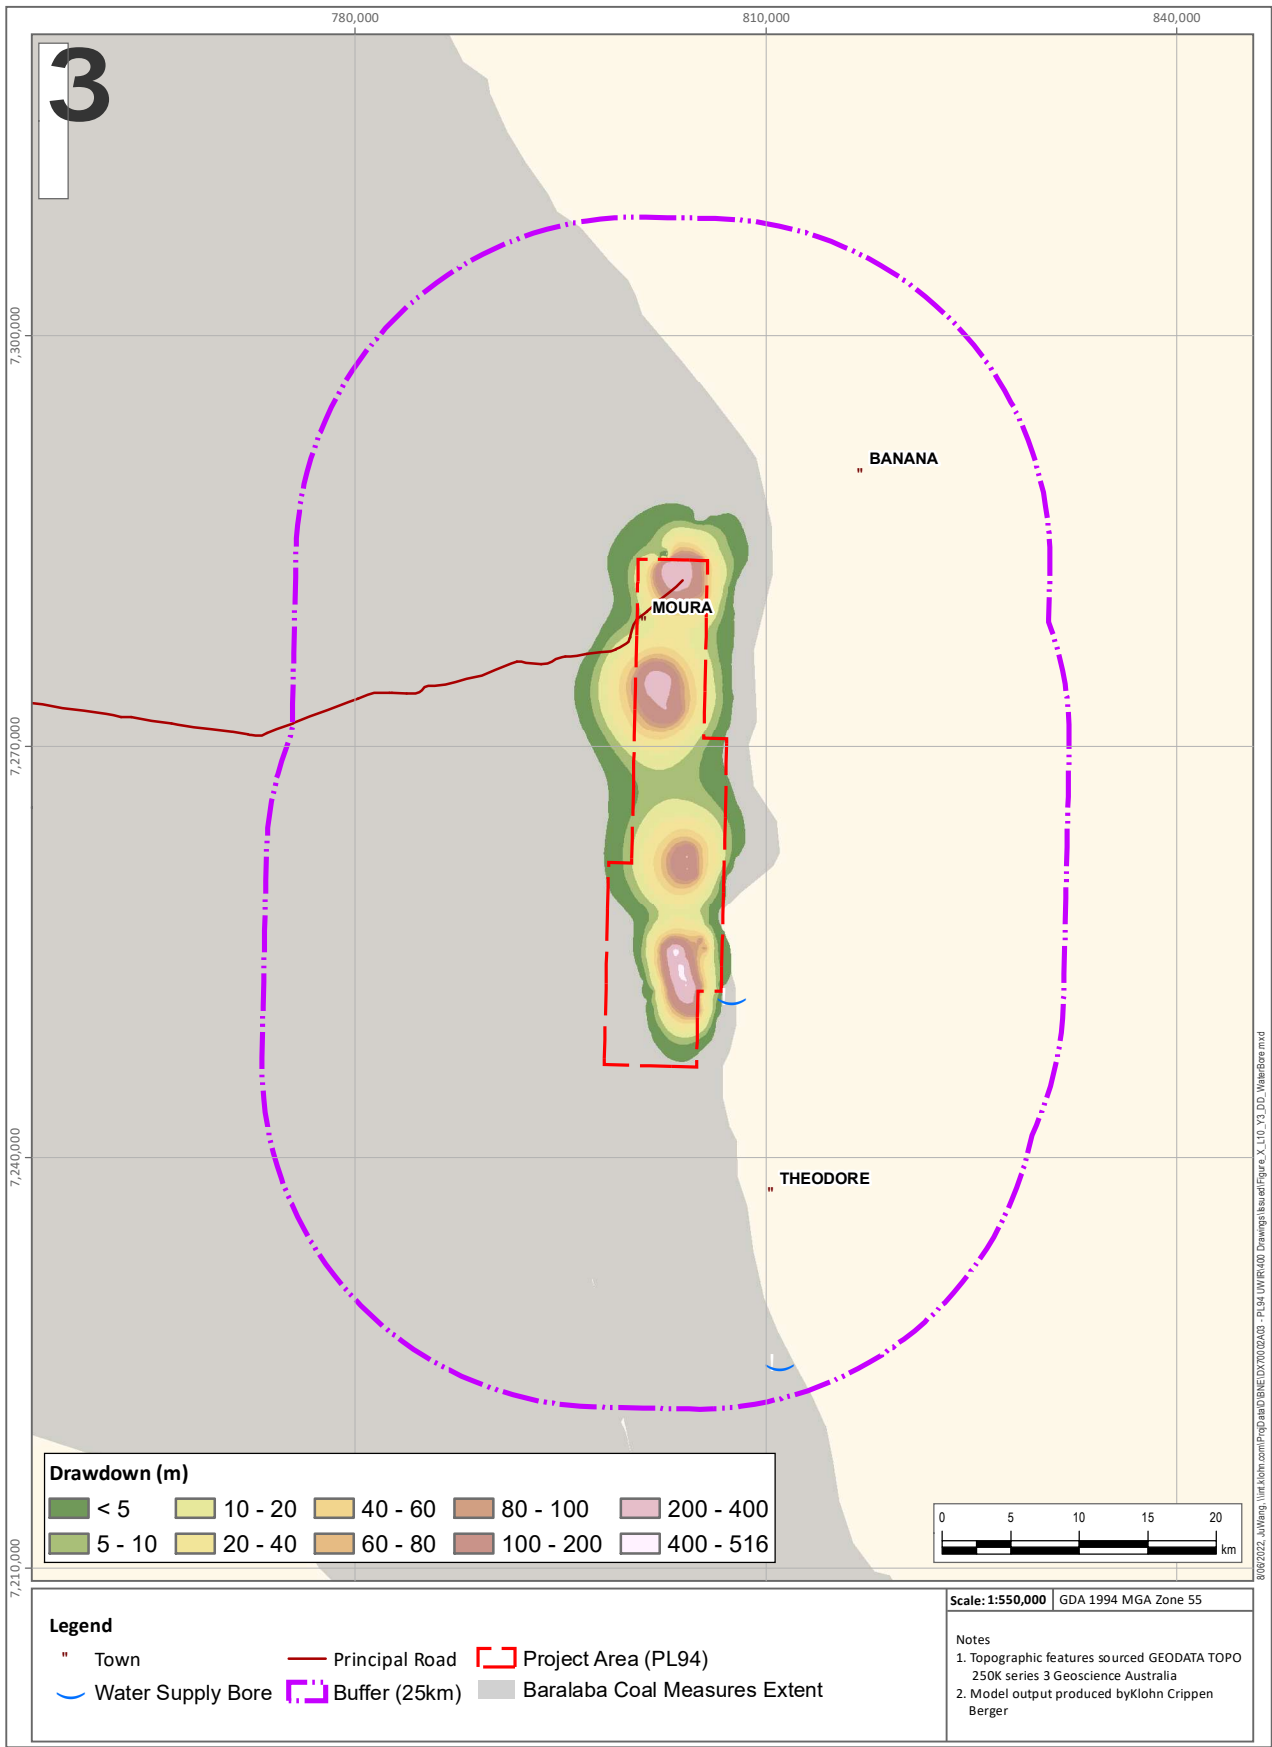 780,000 810,000 840,000
3
7,300,000
BANANA
MOURA
7,270,000
7,240,000
THEODORE
7,210,000
Drawdown (m)
< 5 10 - 20 40 - 60 80 - 100 200 - 400
5 - 10 20 - 40 60 - 80 100 - 200 400 - 516
0 5 10 15 20
km
Legend
" Town Principal Road Project Area (PL94)
Water Supply Bore Buffer (25km) Baralaba Coal Measures Extent
Scale: 1:550,000 GDA 1994 MGA Zone 55
Notes
1. Topographic features sourced GEODATA TOPO
250K series 3 Geoscience Australia
2. Model output produced byKlohn Crippen
Berger